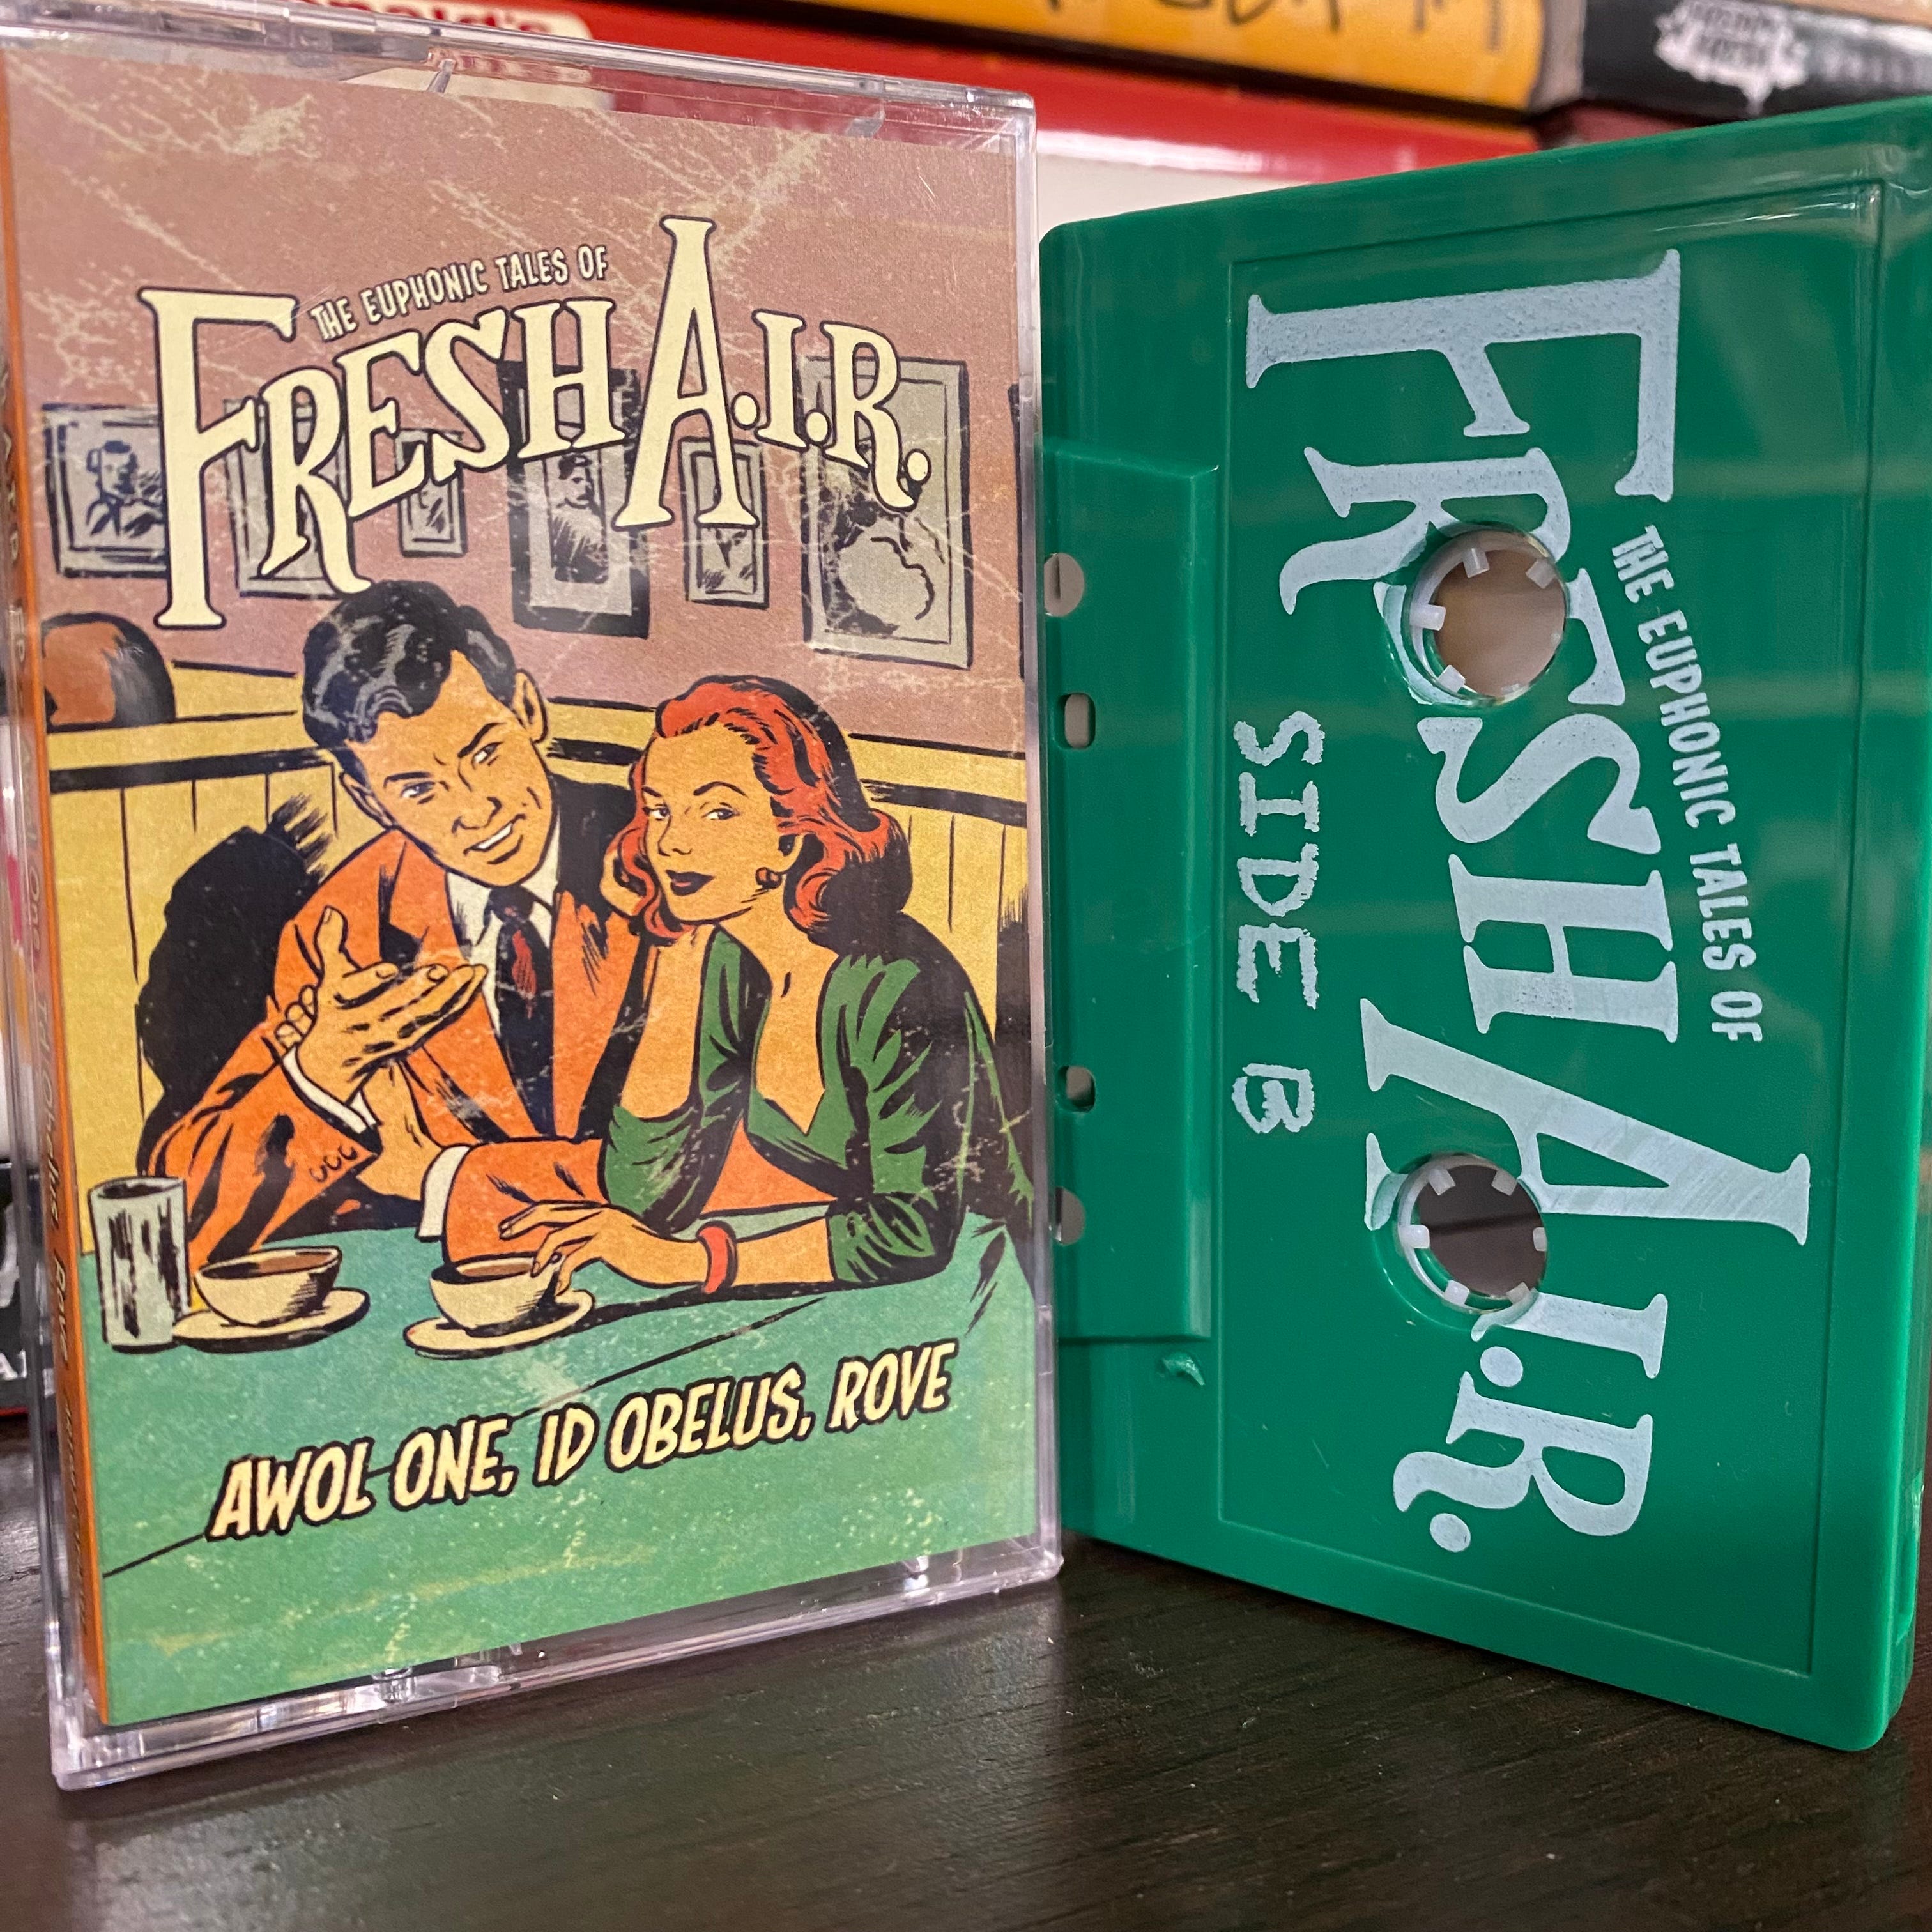 THE EUPHONIC TALES OF
FRESH A.I.R.
AWOL ONE, ID OBELUS, ROVE
THE EUPHONIC TALES OF
FRESH A.I.R.
SIDE B